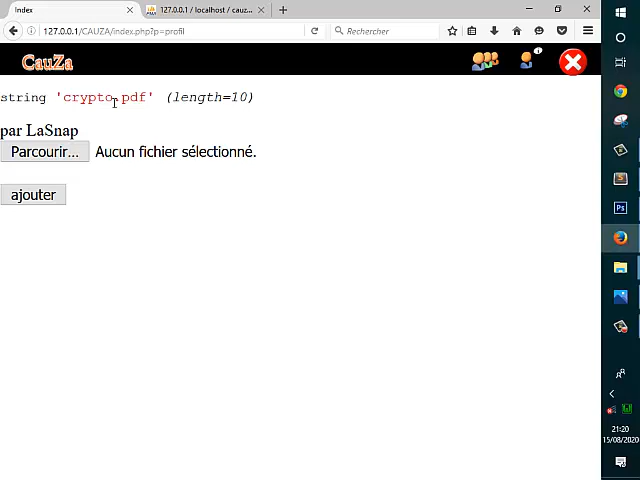 Index
127.0.0.1 / localhost / cauz...
127.0.0.1/CAUZA/index.php?p=profil
Rechercher
CauZa
string 'crypto.pdf' (length=10)
par LaSnap
Parcourir... Aucun fichier sélectionné.
ajouter
21:20
15/08/2020